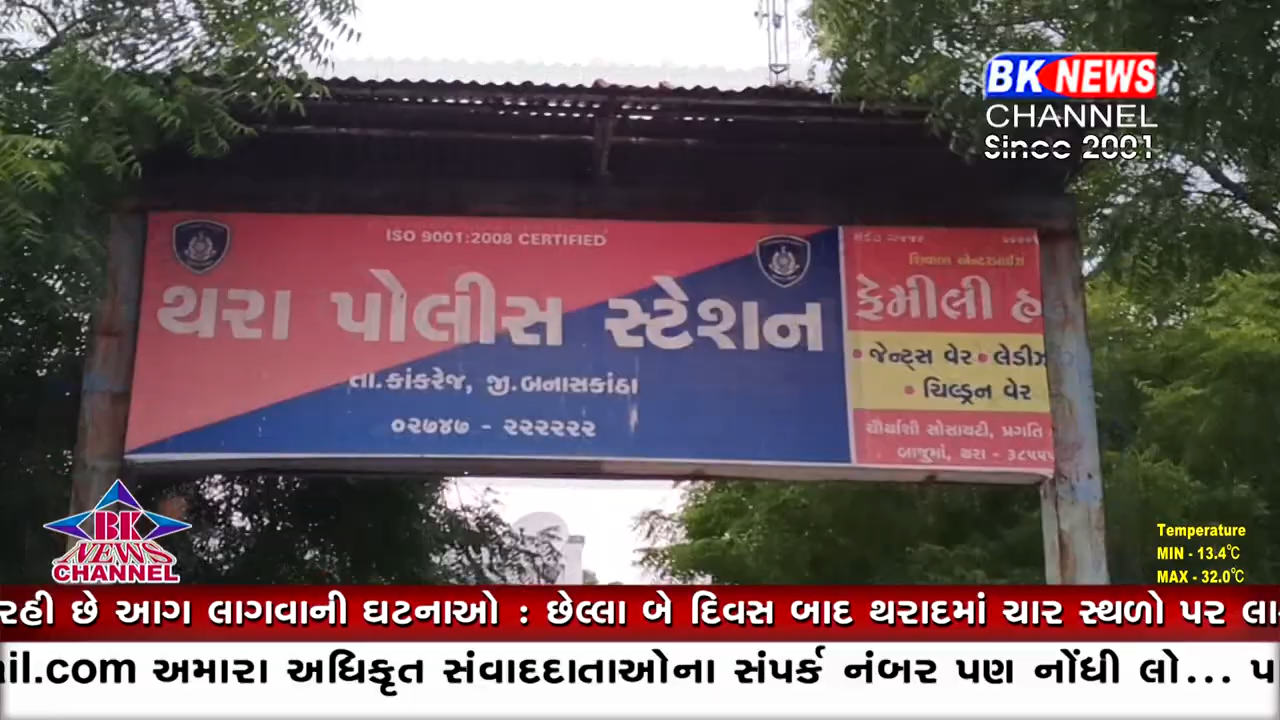 BK NEWS
CHANNEL
Since 2001
ISO 9001:2008 CERTIFIED
થરા પોલીસ સ્ટેશન
તા.કાંકરેજ, જી.બનાસકાંઠા
૦૨૭૪૭ - ૨૨૨૨૨૨
ફેમીલી હ
• જેન્ટ્સ વેર • લેડીઝ
• ચિલ્ડ્રન વેર
ચૌર્યાશી સોસાયટી, પ્રગતિ
બાજુમાં, થરા - ૩૮૫૫૫
BK
NEWS
CHANNEL
Temperature
MIN - 13.4℃
MAX - 32.0℃
રહી છે આગ લાગવાની ઘટનાઓ : છેલ્લા બે દિવસ બાદ થરાદમાં ચાર સ્થળો પર લા
ail.com અમારા અધિકૃત સંવાદદાતાઓના સંપર્ક નંબર પણ નોંધી લો... પ